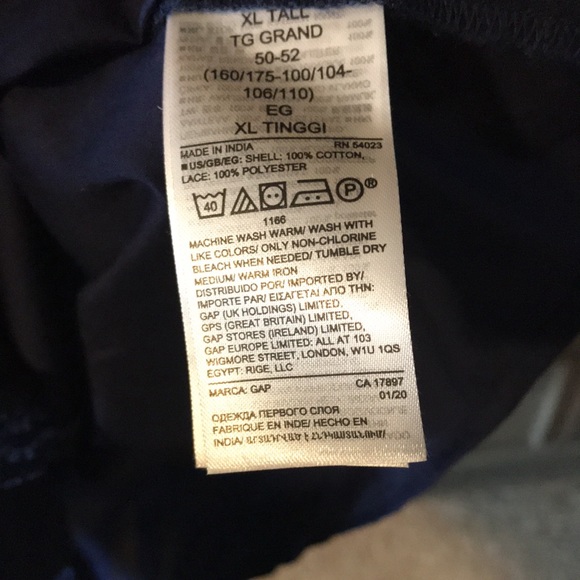 XL TALL
TG GRAND
50-52
(160/175-100/104-
106/110)
EG
XL TINGGI
MADE IN INDIA RN 54023
■US/GB/EG: SHELL: 100% COTTON,
LACE: 100% POLYESTER
40 P®
1166
MACHINE WASH WARM/ WASH WITH
LIKE COLORS/ ONLY NON-CHLORINE
BLEACH WHEN NEEDED/ TUMBLE DRY
MEDIUM/ WARM IRON
DISTRIBUIDO POR/ IMPORTED BY/
IMPORTE PAR/ ΕΙΣΑΓΕΤΑΙ ΑΠΟ ΤΗΝ:
GAP (UK HOLDINGS) LIMITED,
GPS (GREAT BRITAIN) LIMITED,
GAP STORES (IRELAND) LIMITED,
GAP EUROPE LIMITED: ALL AT 103
WIGMORE STREET, LONDON, W1U 1QS
EGYPT: RIGE, LLC
MARCA: GAP CA 17897
01/20
ОДЕЖДА ПЕРВОГО СЛОЯ
FABRIQUE EN INDE/ HECHO EN
INDIA/